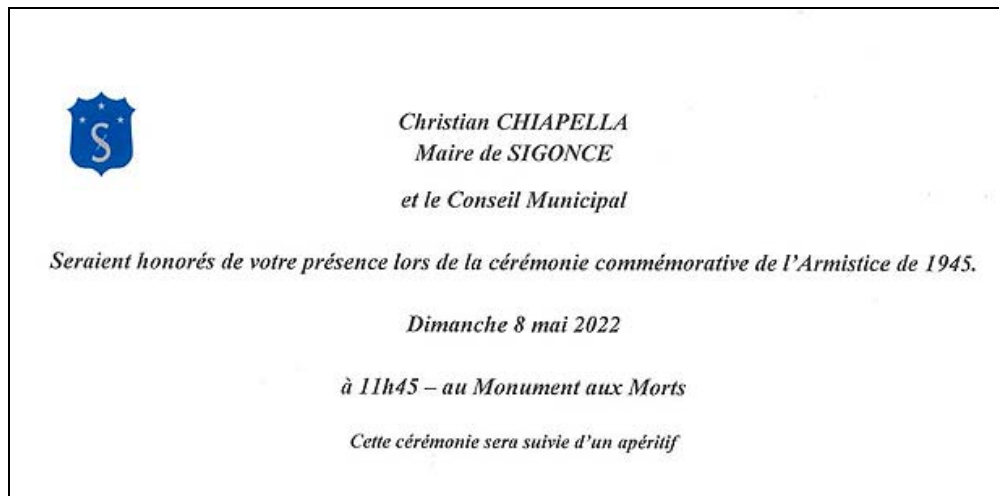 S
Christian CHIAPELLA
Maire de SIGONCE
et le Conseil Municipal
Seraient honorés de votre présence lors de la cérémonie commémorative de l'Armistice de 1945.
Dimanche 8 mai 2022
à 11h45 – au Monument aux Morts
Cette cérémonie sera suivie d'un apéritif